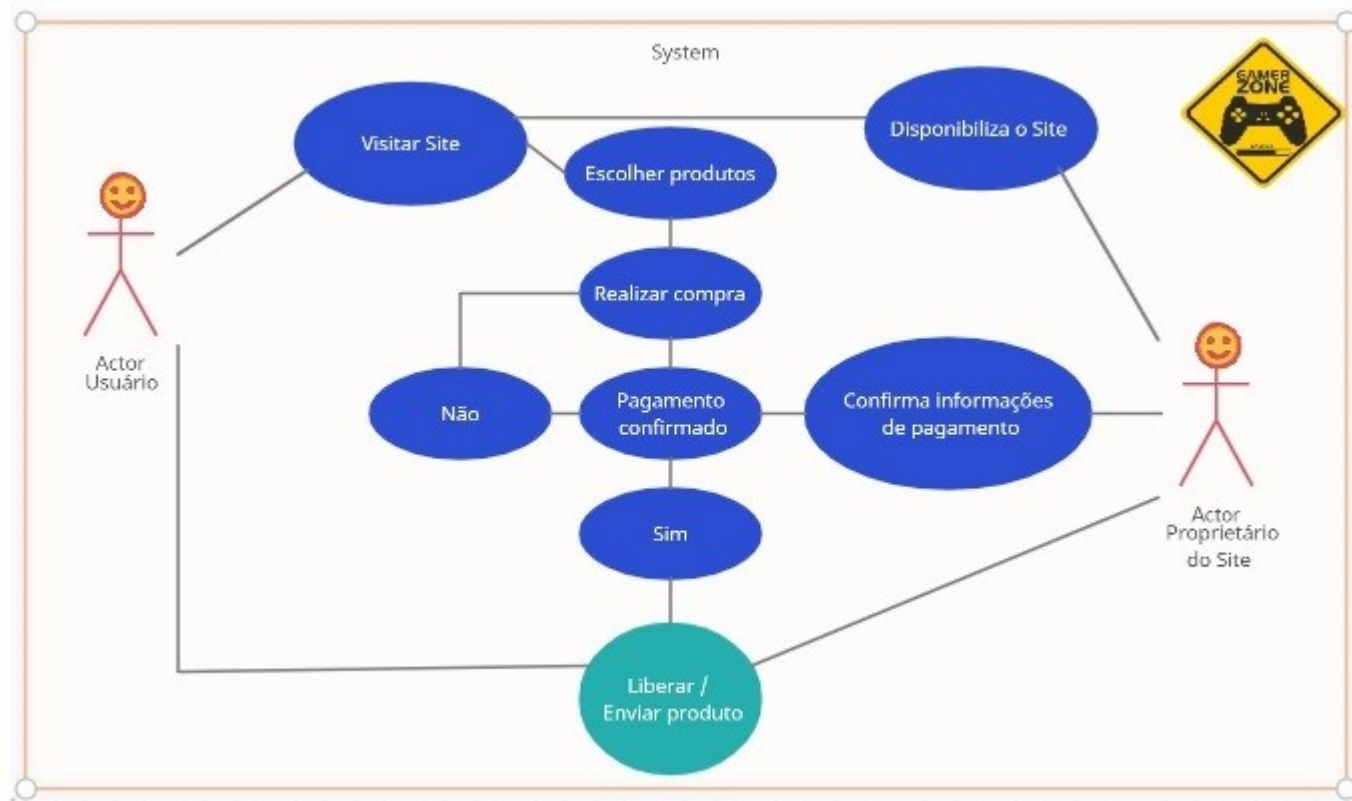 System
GAMER
ZONE
Visitar Site
Disponibiliza o Site
Escolher produtos
Realizar compra
Actor
Usuário
Não
Pagamento
confirmado
Confirma informações
de pagamento
Sim
Actor
Proprietário
do Site
Liberar /
Enviar produto